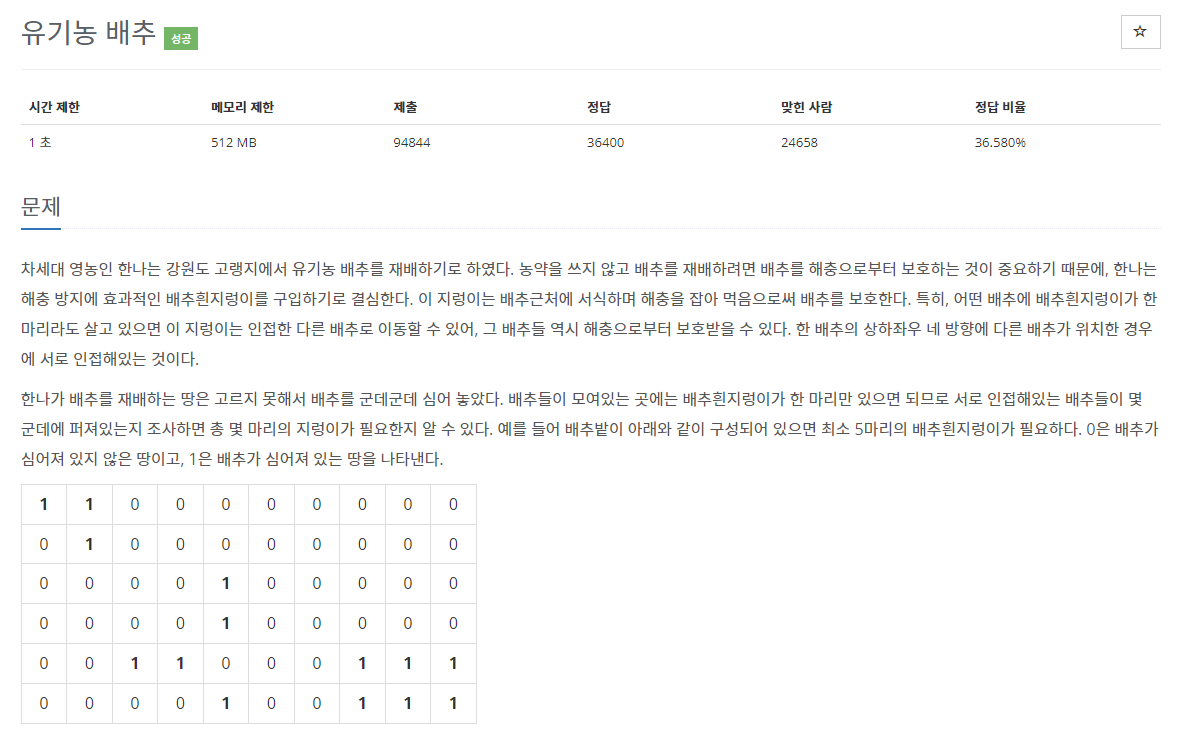 유기농 배추 성공
☆
시간 제한 메모리 제한 제출 정답 맞힌 사람 정답 비율
1 초 512 MB 94844 36400 24658 36.580%
문제
차세대 영농인 한나는 강원도 고랭지에서 유기농 배추를 재배하기로 하였다. 농약을 쓰지 않고 배추를 재배하려면 배추를 해충으로부터 보호하는 것이 중요하기 때문에, 한나는
해충 방지에 효과적인 배추흰지렁이를 구입하기로 결심한다. 이 지렁이는 배추근처에 서식하며 해충을 잡아 먹음으로써 배추를 보호한다. 특히, 어떤 배추에 배추흰지렁이가 한
마리라도 살고 있으면 이 지렁이는 인접한 다른 배추로 이동할 수 있어, 그 배추들 역시 해충으로부터 보호받을 수 있다. 한 배추의 상하좌우 네 방향에 다른 배추가 위치한 경우
에 서로 인접해있는 것이다.
한나가 배추를 재배하는 땅은 고르지 못해서 배추를 군데군데 심어 놓았다. 배추들이 모여있는 곳에는 배추흰지렁이가 한 마리만 있으면 되므로 서로 인접해있는 배추들이 몇
군데에 퍼져있는지 조사하면 총 몇 마리의 지렁이가 필요한지 알 수 있다. 예를 들어 배추밭이 아래와 같이 구성되어 있으면 최소 5마리의 배추흰지렁이가 필요하다. 0은 배추가
심어져 있지 않은 땅이고, 1은 배추가 심어져 있는 땅을 나타낸다.
1 1 0 0 0 0 0 0 0 0
0 1 0 0 0 0 0 0 0 0
0 0 0 0 1 0 0 0 0 0
0 0 0 0 1 0 0 0 0 0
0 0 1 1 0 0 0 1 1 1
0 0 0 0 1 0 0 1 1 1